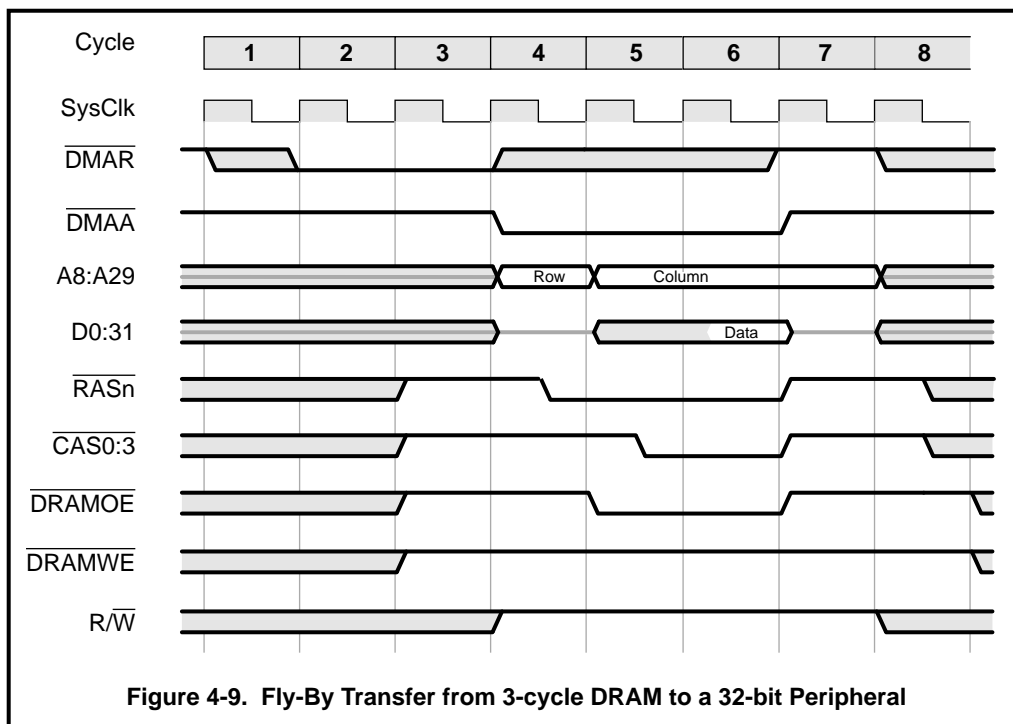 Cycle 1 2 3 4 5 6 7 8
SysClk
DMAR
DMAA
A8:A29 Row Column
D0:31 Data
RASn
CAS0:3
DRAMOE
DRAMWE
R/W
Figure 4-9. Fly-By Transfer from 3-cycle DRAM to a 32-bit Peripheral